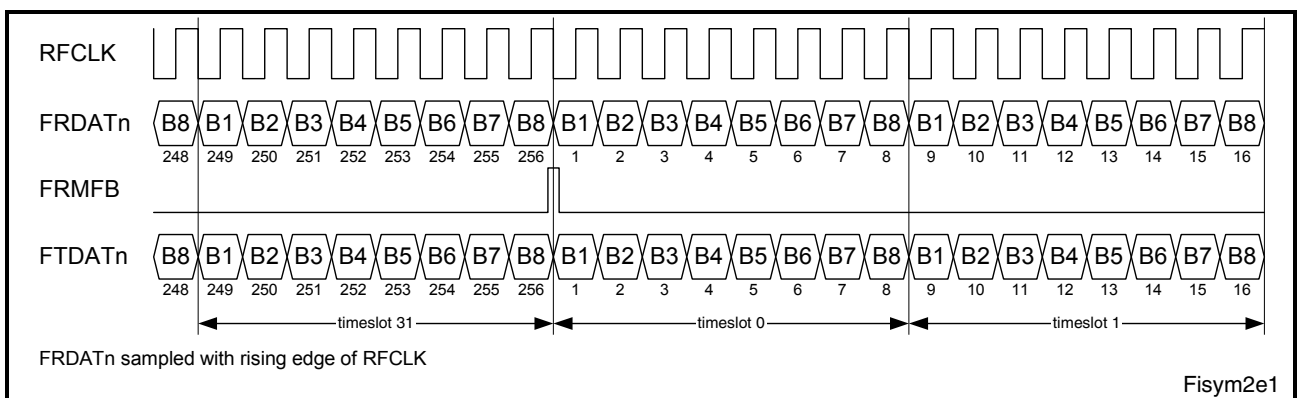 RFCLK
FRDATn B8 B1 B2 B3 B4 B5 B6 B7 B8 B1 B2 B3 B4 B5 B6 B7 B8 B1 B2 B3 B4 B5 B6 B7 B8
248 249 250 251 252 253 254 255 256 1 2 3 4 5 6 7 8 9 10 11 12 13 14 15 16
FRMFB
FTDATn B8 B1 B2 B3 B4 B5 B6 B7 B8 B1 B2 B3 B4 B5 B6 B7 B8 B1 B2 B3 B4 B5 B6 B7 B8
248 249 250 251 252 253 254 255 256 1 2 3 4 5 6 7 8 9 10 11 12 13 14 15 16
timeslot 31 timeslot 0 timeslot 1
FRDATn sampled with rising edge of RFCLK
Fisym2e1